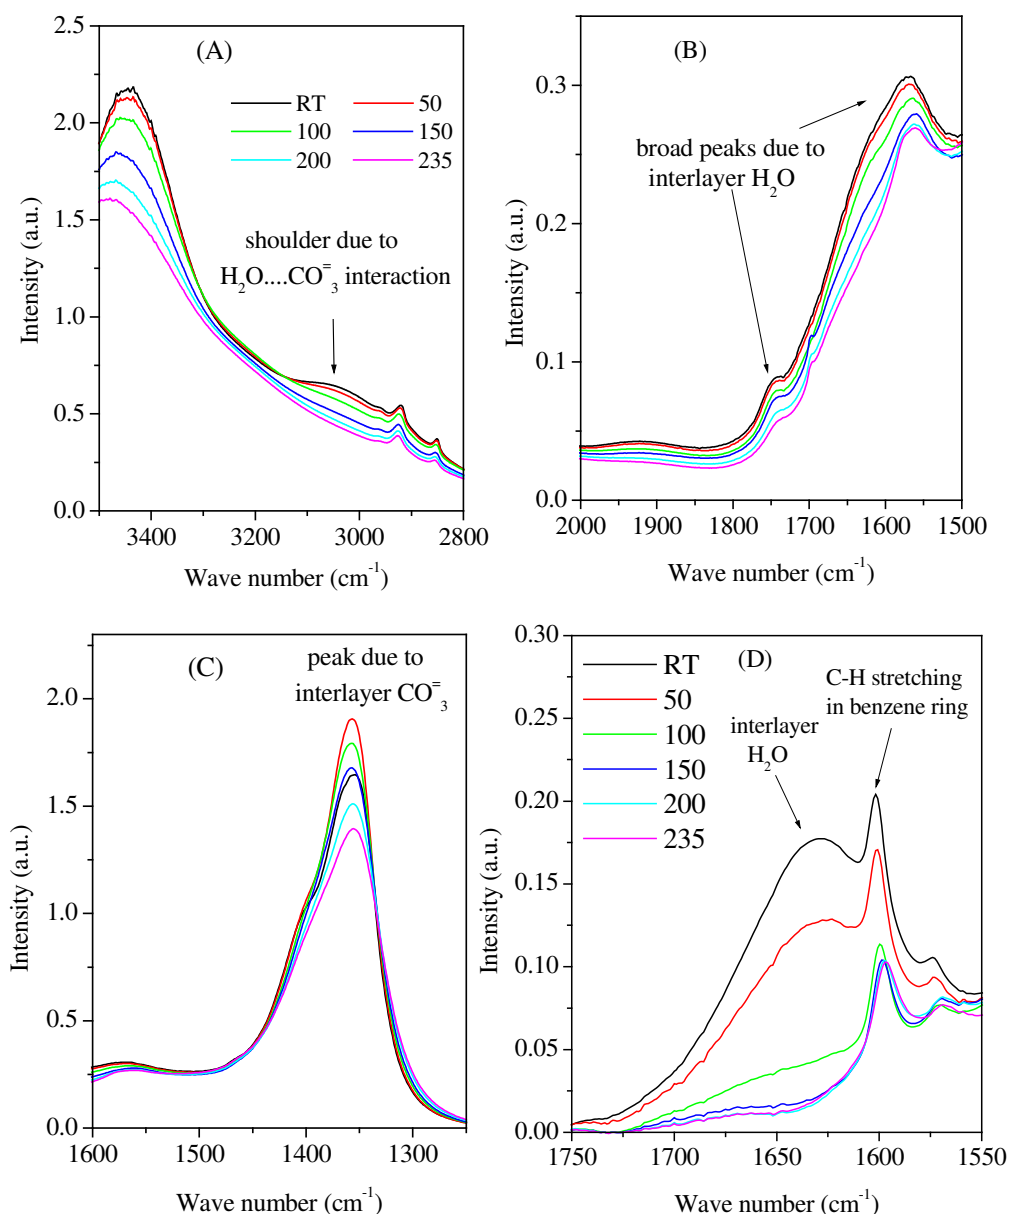 (A)
2.5
2.0
1.5
1.0
0.5
0.0
Intensity (a.u.)
RT 50
100 150
200 235
shoulder due to
H₂O....CO₃⁼ interaction
3400 3200 3000 2800
Wave number (cm⁻¹)
(B)
0.3
0.2
0.1
0.0
Intensity (a.u.)
broad peaks due to
interlayer H₂O
2000 1900 1800 1700 1600 1500
Wave number (cm⁻¹)
(C)
2.0
1.5
1.0
0.5
0.0
Intensity (a.u.)
peak due to
interlayer CO₃⁼
1600 1500 1400 1300
Wave number (cm⁻¹)
(D)
0.30
0.25
0.20
0.15
0.10
0.05
0.00
Intensity (a.u.)
RT
50
100
150
200
235
C-H stretching
in benzene ring
interlayer
H₂O
1750 1700 1650 1600 1550
Wave number (cm⁻¹)